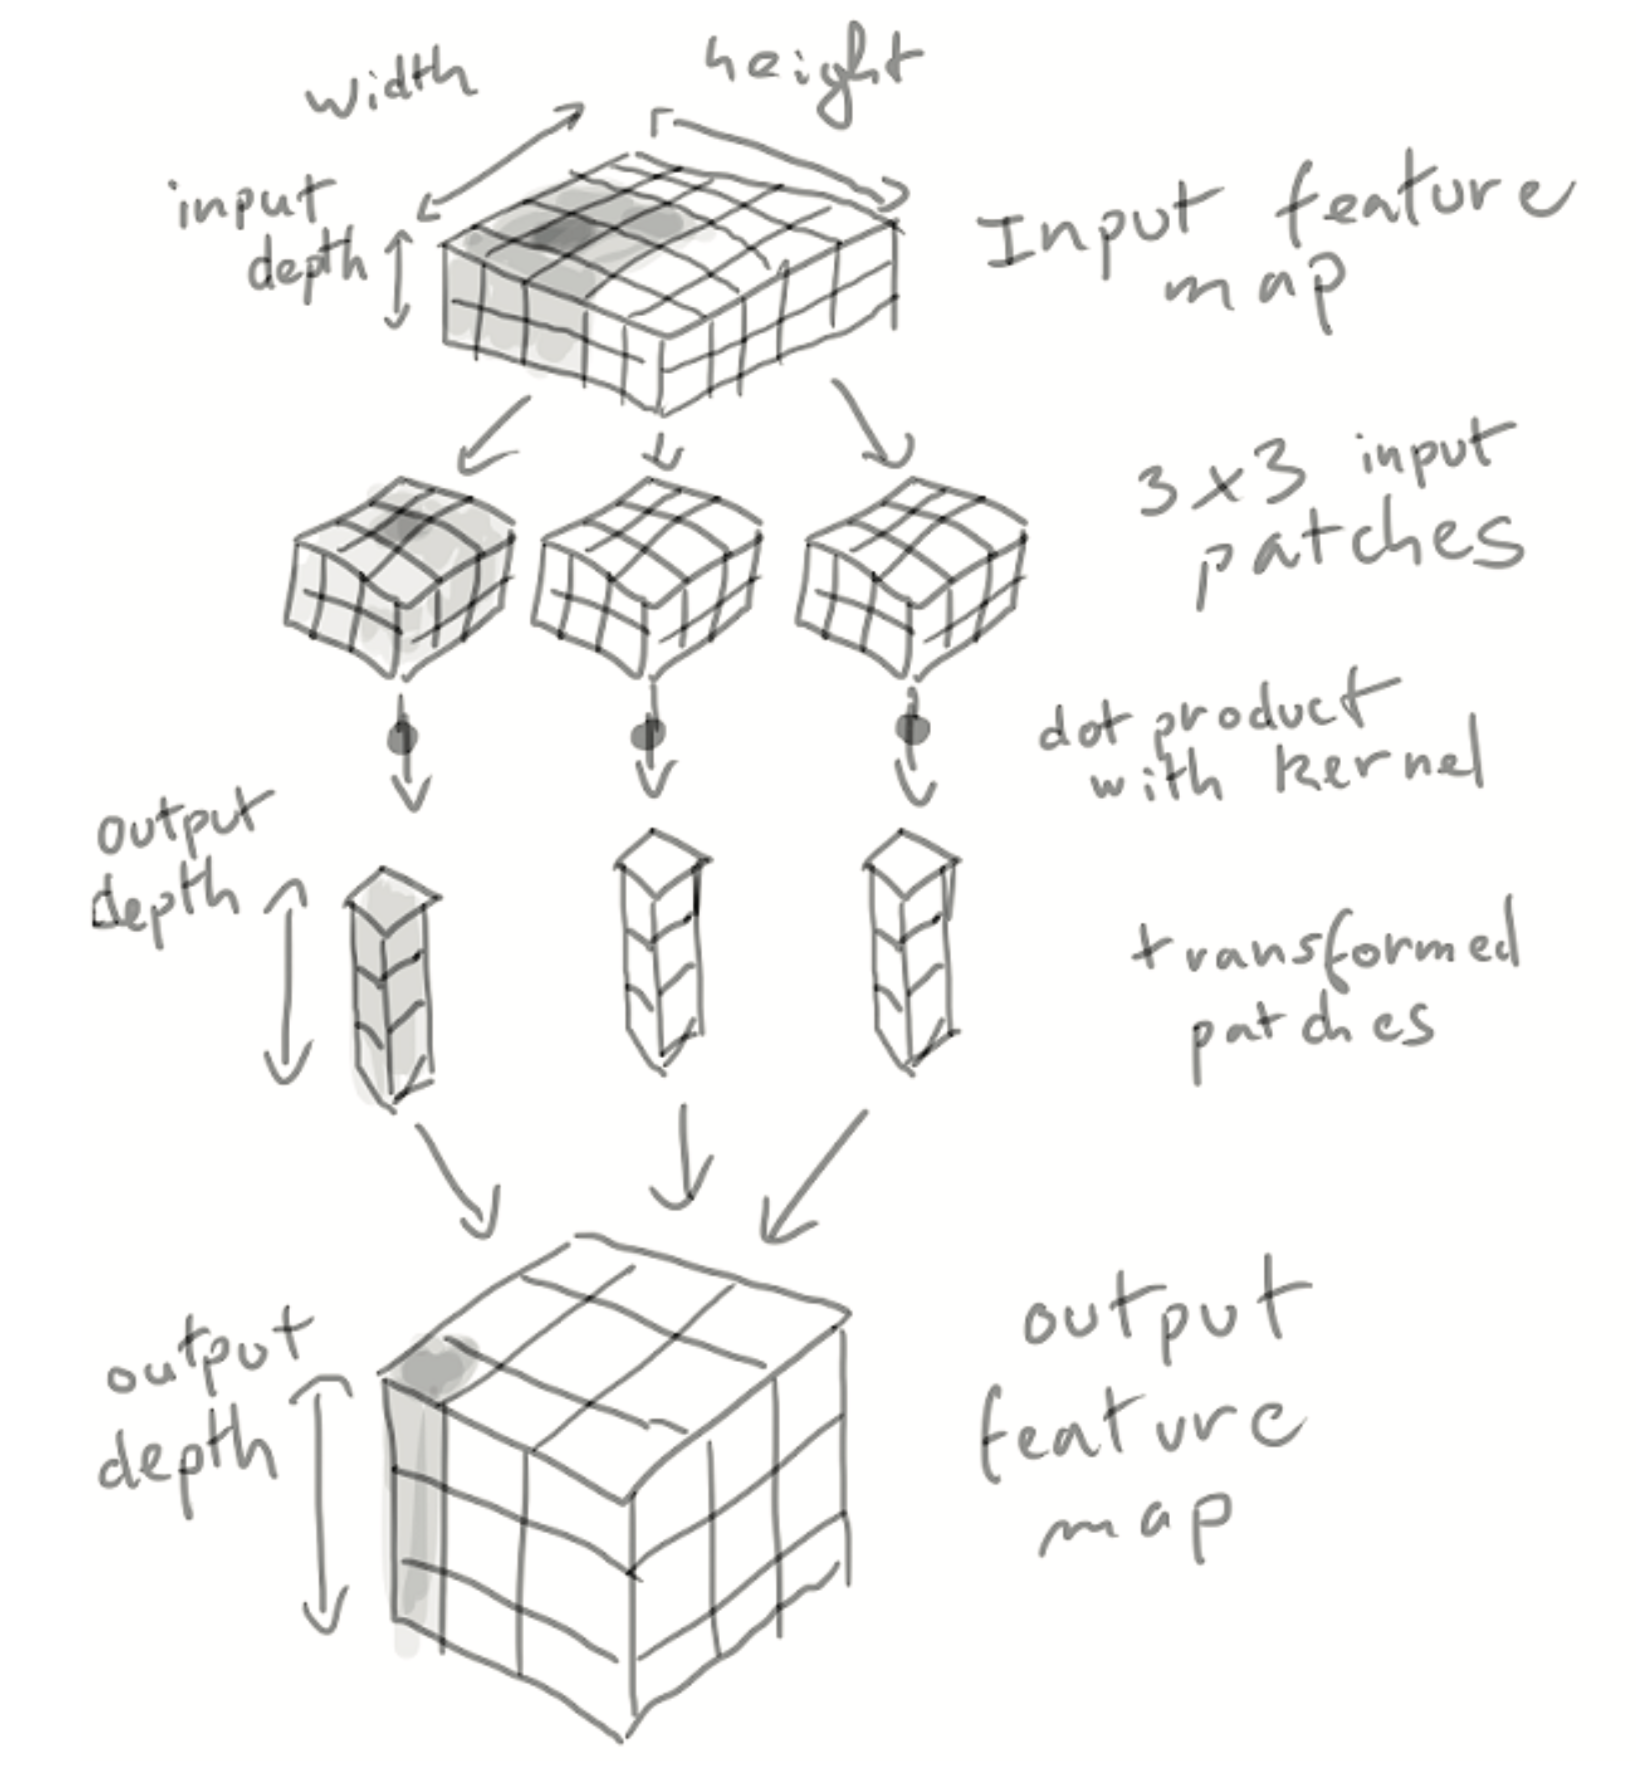 width
height
input
depth
Input feature
map
3x3 input
patches
dot product
with kernel
output
depth
transformed
patches
output
depth
output
feature
map